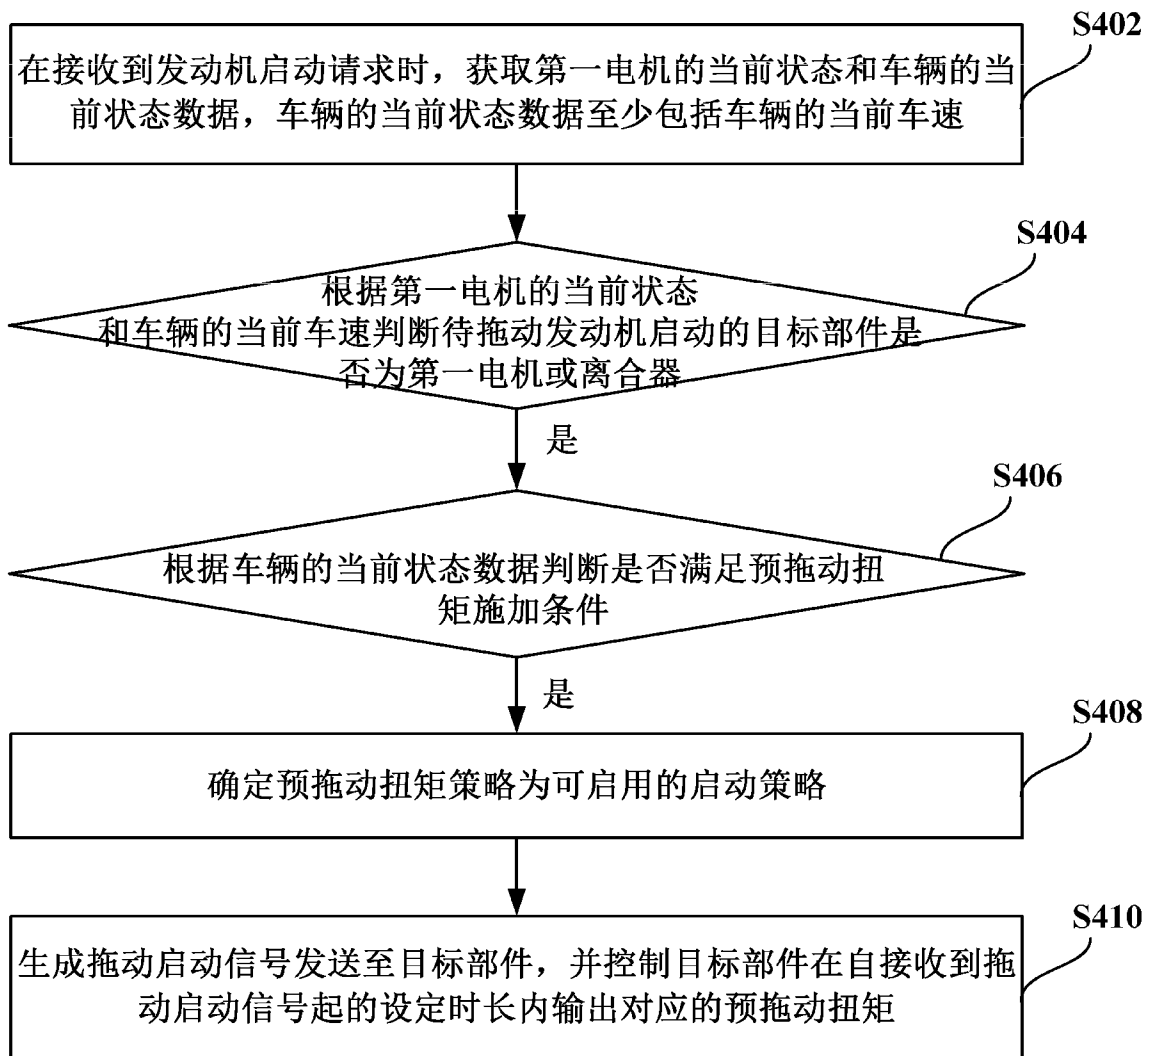 S402
在接收到发动机启动请求时，获取第一电机的当前状态和车辆的当
前状态数据，车辆的当前状态数据至少包括车辆的当前车速
S404
根据第一电机的当前状态
和车辆的当前车速判断待拖动发动机启动的目标部件是
否为第一电机或离合器
是
S406
根据车辆的当前状态数据判断是否满足预拖动扭
矩施加条件
是
S408
确定预拖动扭矩策略为可启用的启动策略
S410
生成拖动启动信号发送至目标部件，并控制目标部件在自接收到拖
动启动信号起的设定时长内输出对应的预拖动扭矩